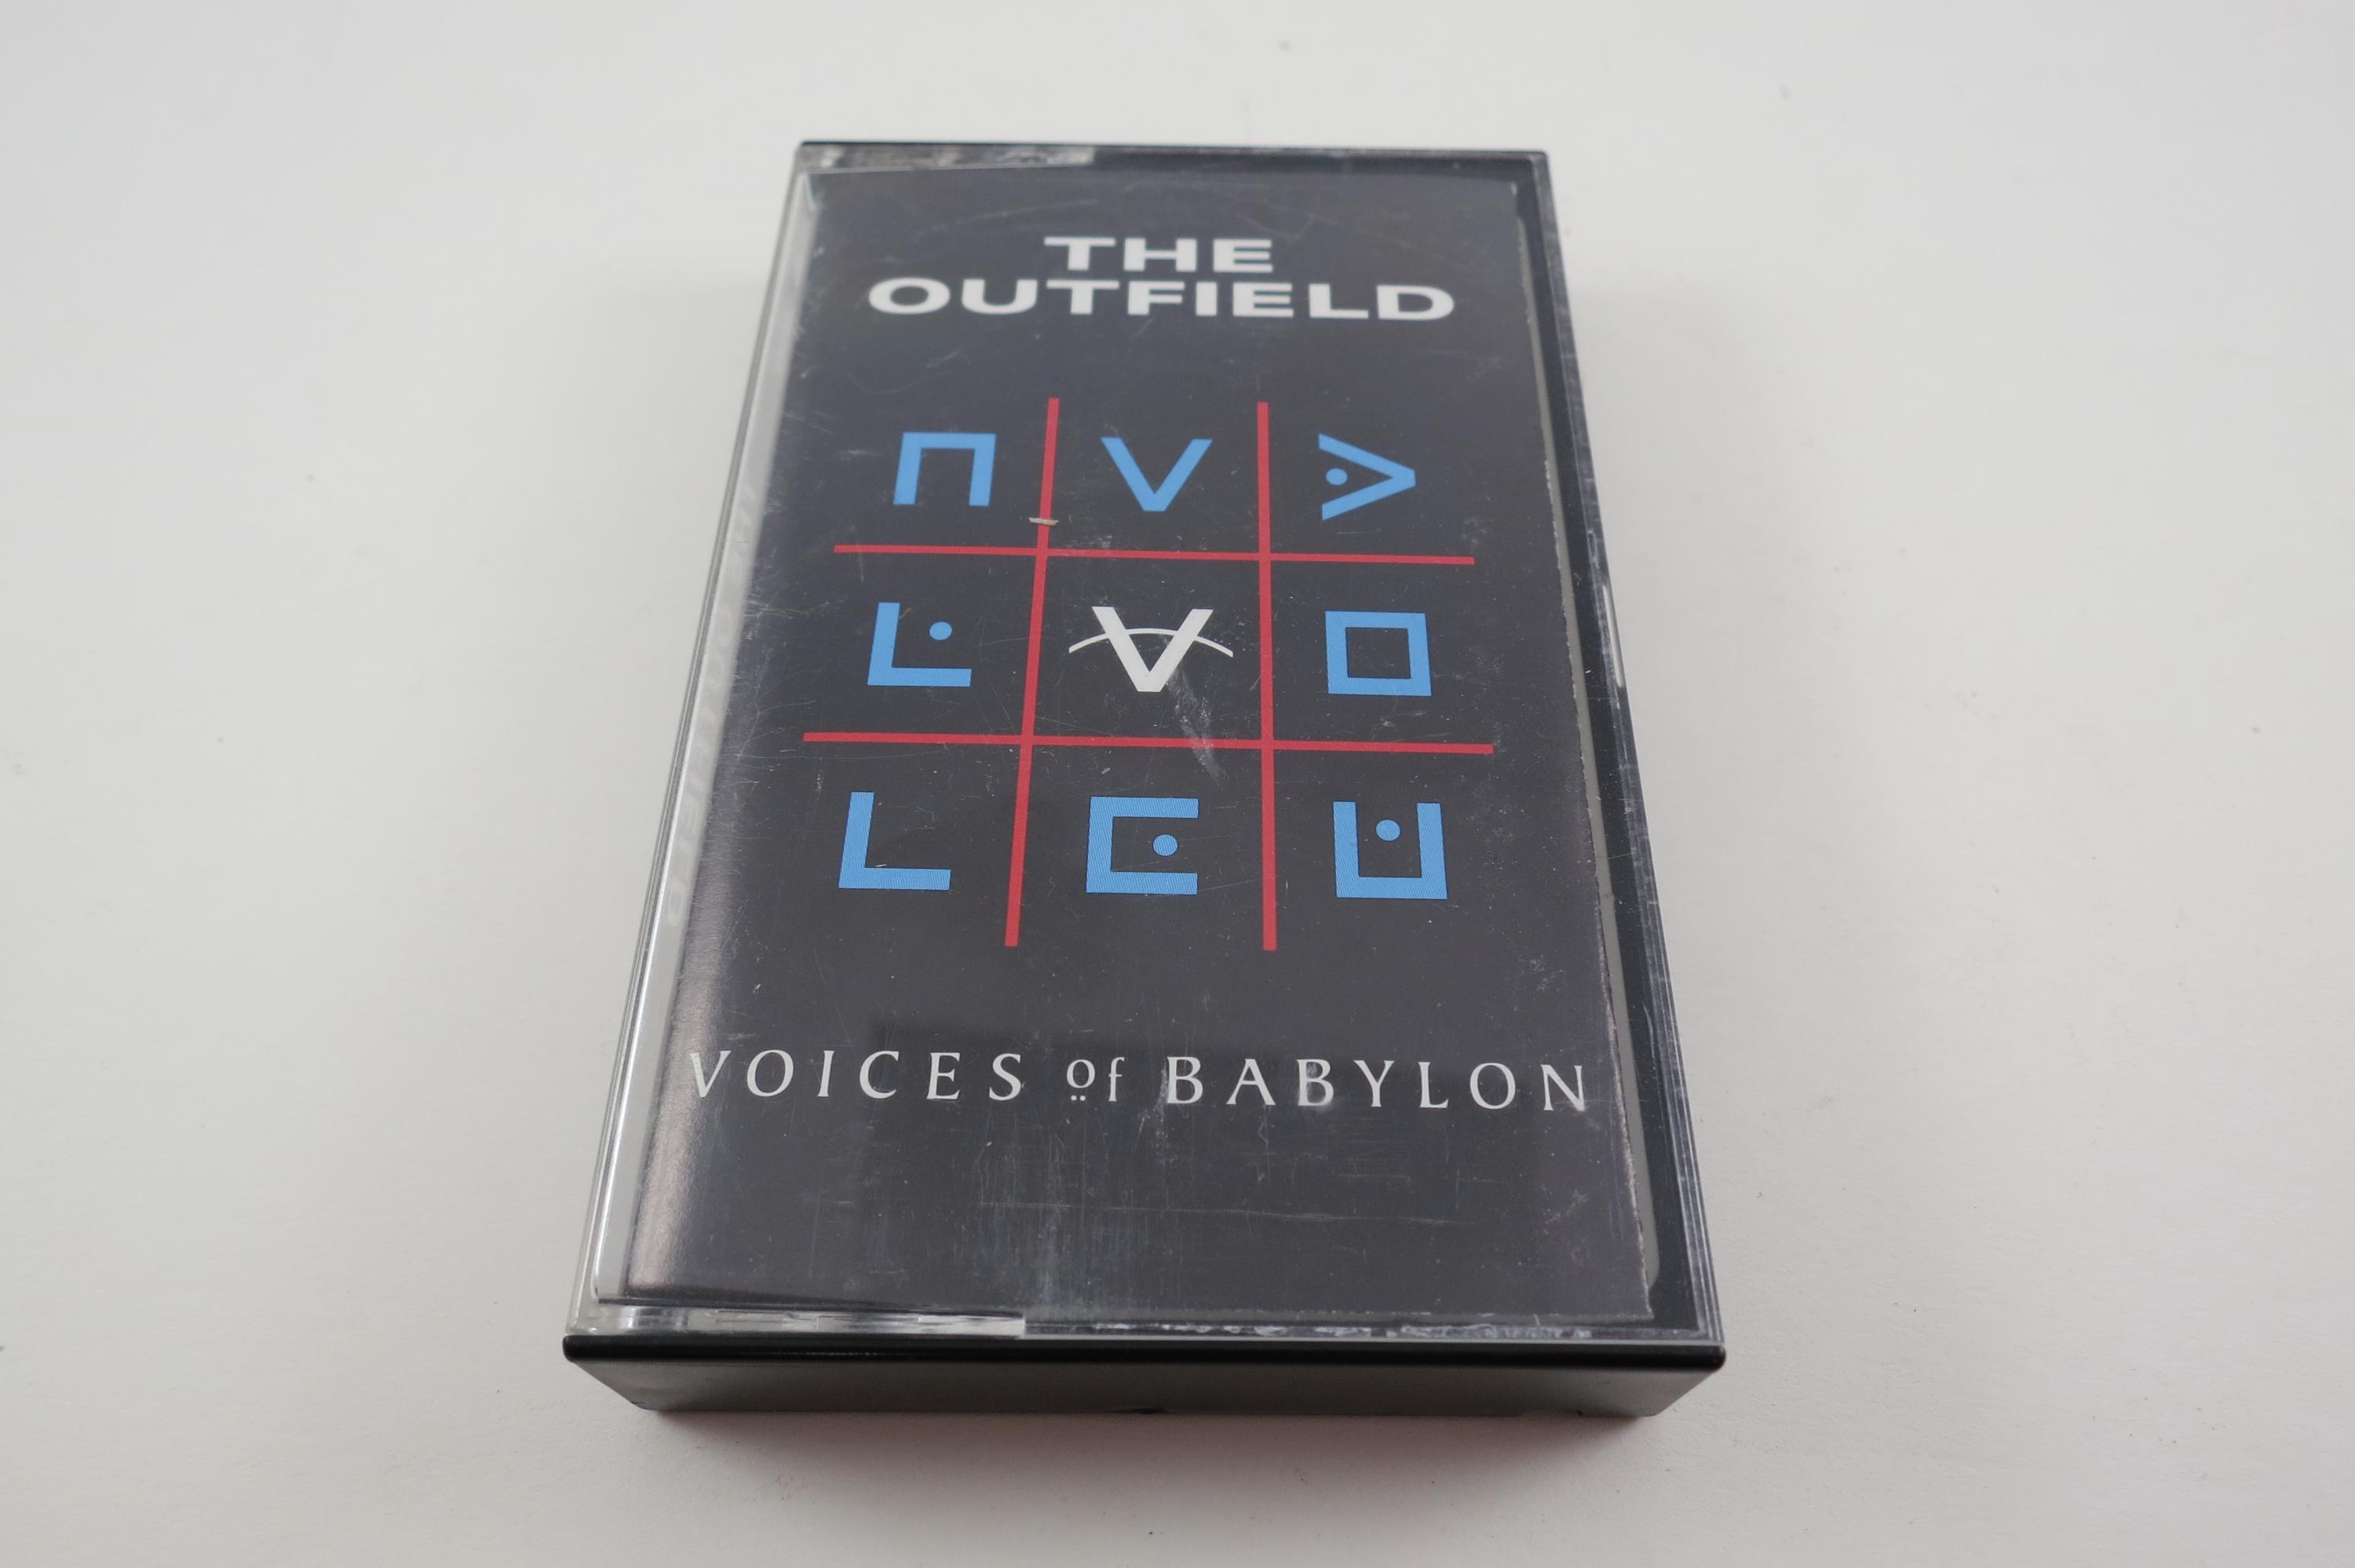 THE
OUTFIELD
VOICES of BABYLON